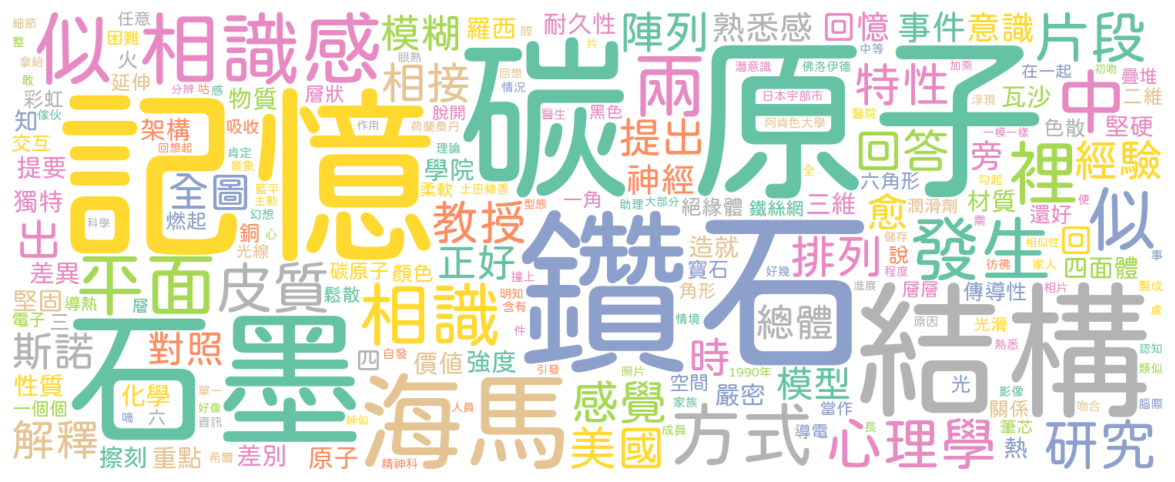 細節
任意
似相識感
模糊
羅西
問
耐久性
陣列
熟悉感
回憶
事件
意識
片段
整
困難
火
片
中等
拿給
延伸
眼熟
相接
回想
情況
碳
原子
兩
潛意識
佛洛伊德
特性
加乘
在一起
初吻
疊堆
敢
分辨
咕
感
層狀
彩虹
物質
脫開
醫生
黑色
日本宇部市
醫院
浮現
瓦沙
中
二維
傢伙
記憶
知
架構
吸收
作用
荷蘭桑丹
提出
阿肯色大學
一模一樣
色散
堅硬
交互
回想起
理論
學院
神經
回答
旁
裡
經驗
提要
全圖
肯定
景象
柔軟
土田
六角形
勾起
獨特
燃起
藍平
主動
幻想
教授
一角
助理
大部分
絕緣體
鐵絲網
三維
全
愈
潤滑劑
材質
還好
便
似
出
科學
銅
心
型態
鑽石
造就
排列
儲存
說
需
發生
回
相似性
事
差異
平面
光線
皮質
碳原子
顏色
正好
撞上
寶石
好幾
程度
彷彿
家人
四面體
堅固
導熱
層
鬆散
相識
明知
含有
角形
進展
層層
傳導性
相片
製成
電子
三
件
情境
總體
原因
光滑
處
斯諾
石墨
對照
四
自發
價值
強度
引發
照片
時
結構
熟悉
認知
類似
性質
化學
單一
海馬
人員
感覺
空間
1990年
嚴密
模型
光
影像
腦際
一個個
嘀
六
好像
資訊
神似
家族
當作
關係
吻合
解釋
美國
成員
方式
導電
長
心理學
筆芯
熱
研究
擦刻
重點
希爾
差別
原子
精神科